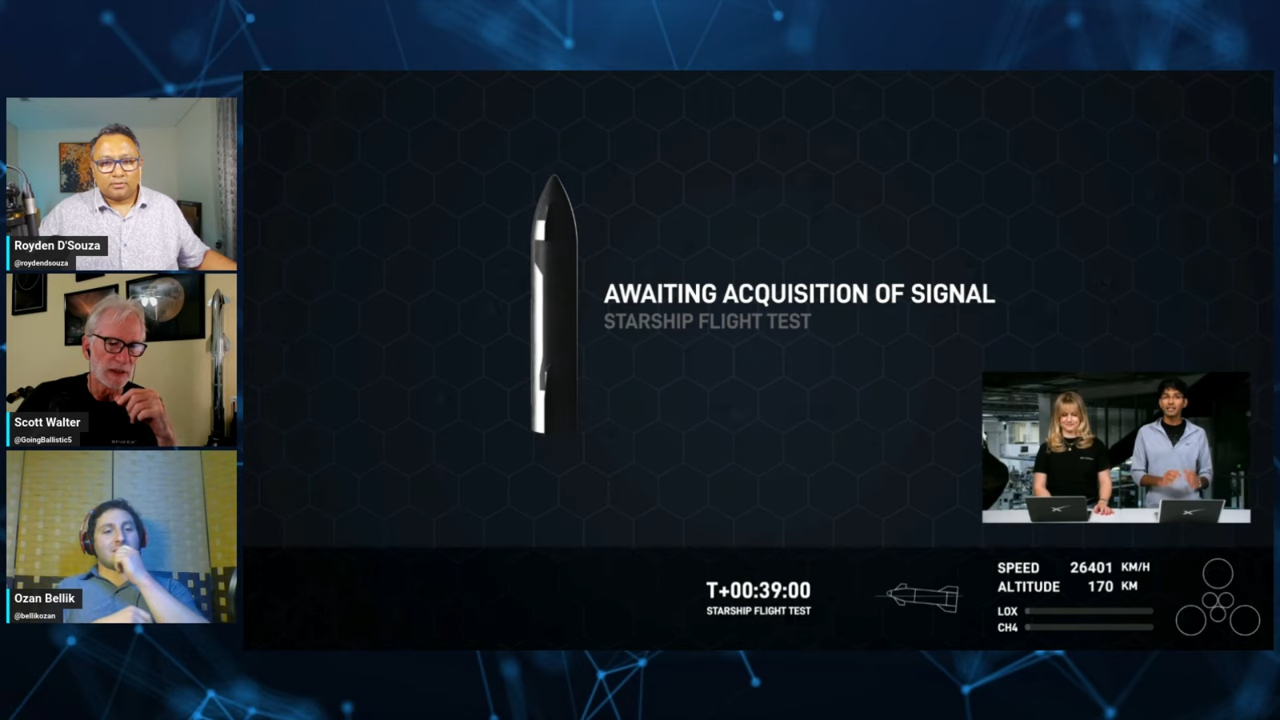 Royden D'Souza
@roydendsouza
Scott Walter
@GoingBallistic5
Ozan Bellik
@bellikozan
AWAITING ACQUISITION OF SIGNAL
STARSHIP FLIGHT TEST
T+00:39:00
STARSHIP FLIGHT TEST
SPEED 26401 KM/H
ALTITUDE 170 KM
LOX
CH4